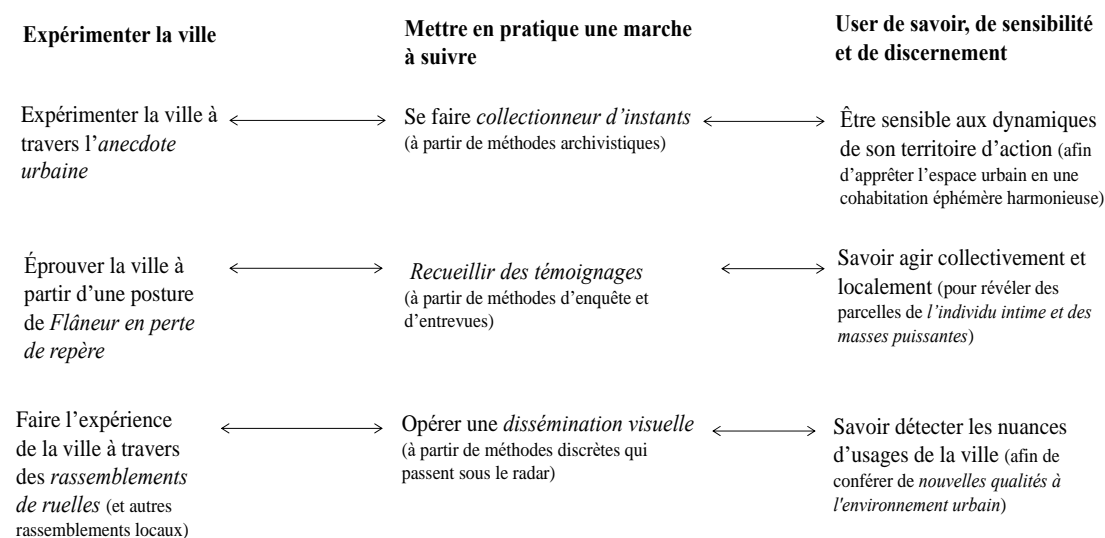 Expérimenter la ville
Mettre en pratique une marche
à suivre
User de savoir, de sensibilité
et de discernement
Expérimenter la ville à
travers l'anecdote
urbaine
Se faire collectionneur d'instants
(à partir de méthodes archivistiques)
Être sensible aux dynamiques
de son territoire d'action (afin
d'apprêter l'espace urbain en une
cohabitation éphémère harmonieuse)
Éprouver la ville à
partir d'une posture
de Flâneur en perte
de repère
Recueillir des témoignages
(à partir de méthodes d'enquête et
d'entrevues)
Savoir agir collectivement et
localement (pour révéler des
parcelles de l'individu intime et des
masses puissantes)
Faire l'expérience
de la ville à travers
des rassemblements
de ruelles (et autres
rassemblements locaux)
Opérer une dissémination visuelle
(à partir de méthodes discrètes qui
passent sous le radar)
Savoir détecter les nuances
d'usages de la ville (afin de
conférer de nouvelles qualités à
l'environnement urbain)